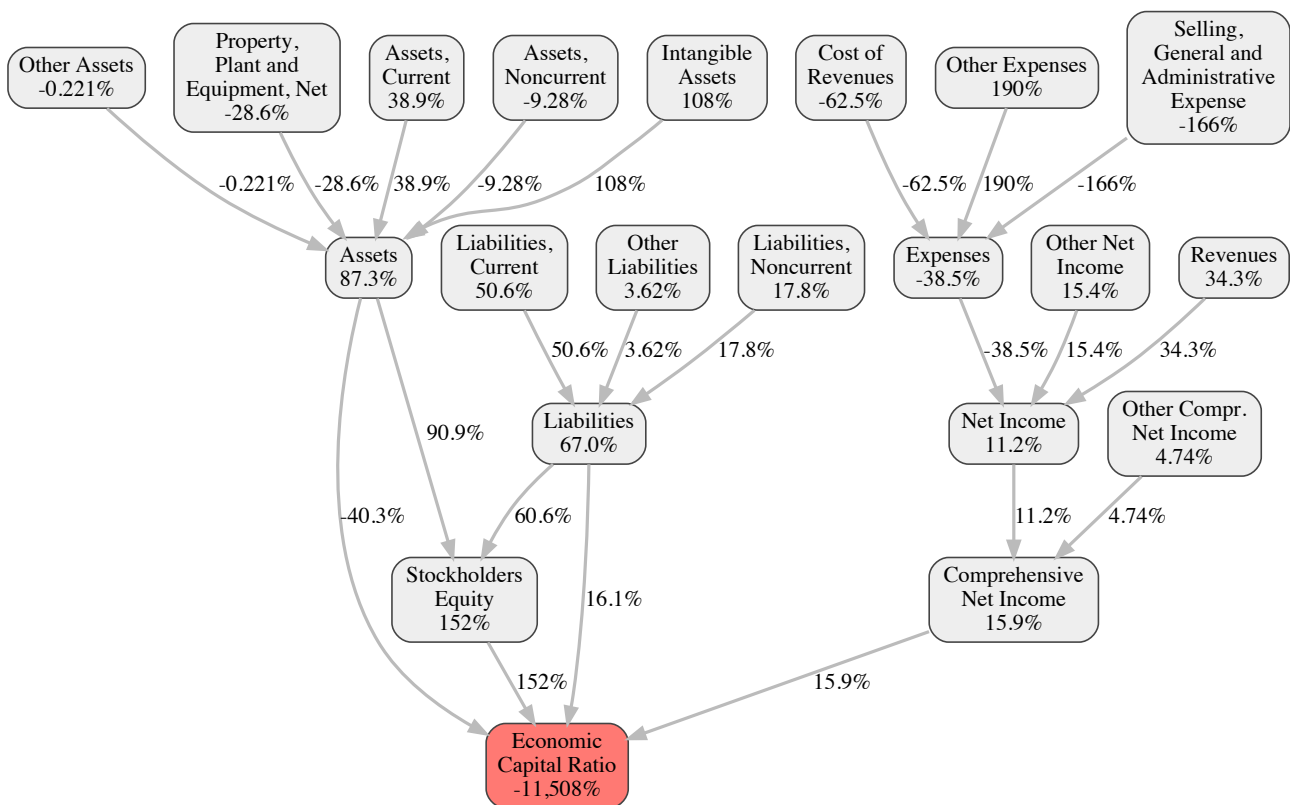 Other Assets
-0.221%
Property,
Plant and
Equipment, Net
-28.6%
Assets,
Current
38.9%
Assets,
Noncurrent
-9.28%
Intangible
Assets
108%
Cost of
Revenues
-62.5%
Other Expenses
190%
Selling,
General and
Administrative
Expense
-166%
-0.221%
-28.6%
38.9%
-9.28%
108%
-62.5%
190%
-166%
Assets
87.3%
Liabilities,
Current
50.6%
Other
Liabilities
3.62%
Liabilities,
Noncurrent
17.8%
Expenses
-38.5%
Other Net
Income
15.4%
Revenues
34.3%
50.6%
3.62%
17.8%
-38.5%
15.4%
34.3%
90.9%
Liabilities
67.0%
Net Income
11.2%
Other Compr.
Net Income
4.74%
-40.3%
60.6%
11.2%
4.74%
Stockholders
Equity
152%
16.1%
Comprehensive
Net Income
15.9%
152%
15.9%
Economic
Capital Ratio
-11,508%